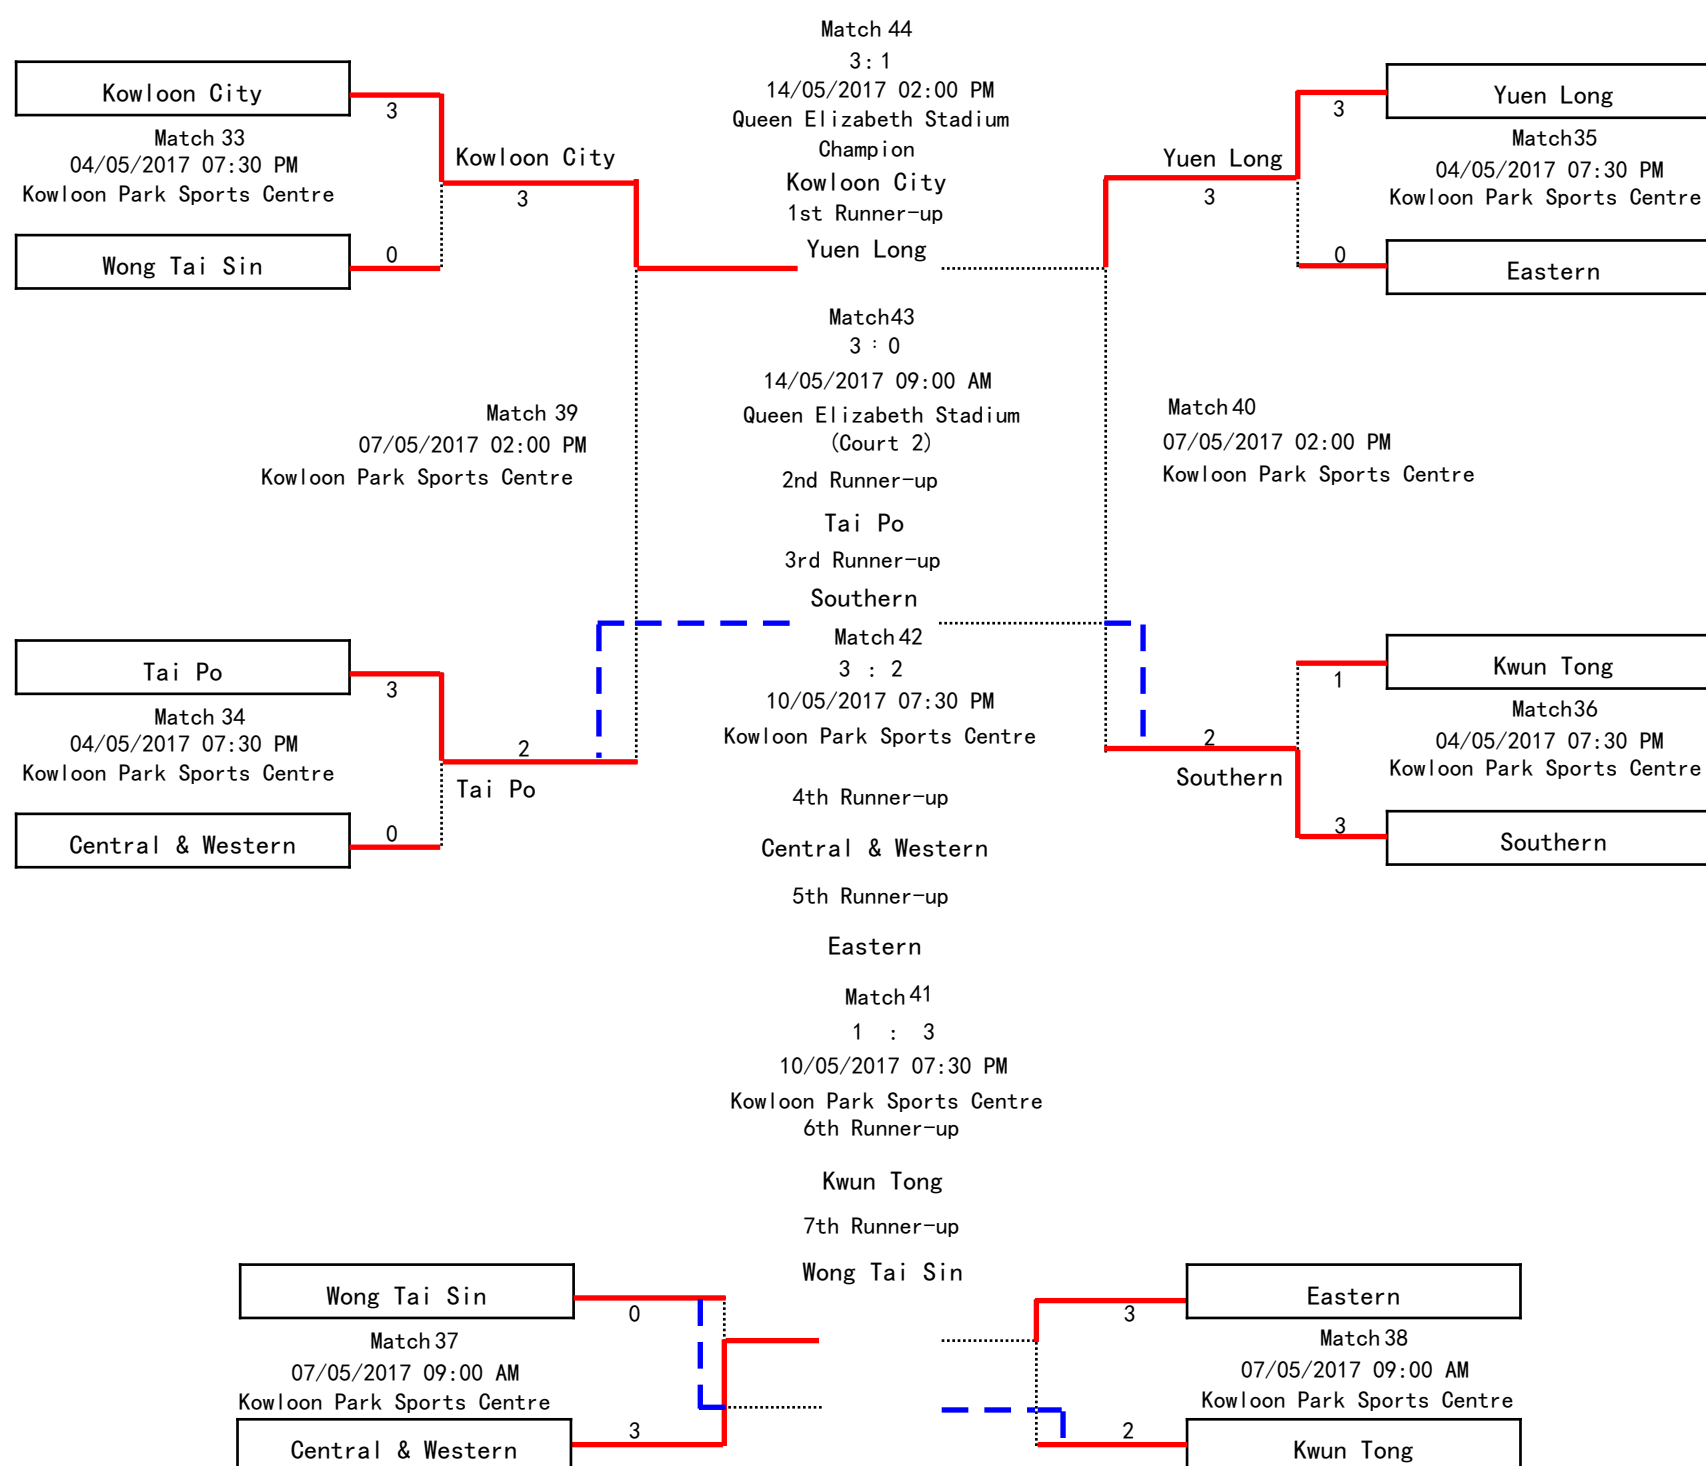 Match 44
3:1
14/05/2017 02:00 PM
Queen Elizabeth Stadium
Champion
Kowloon City
1st Runner-up
Yuen Long
Kowloon City
3
Match 33
04/05/2017 07:30 PM
Kowloon Park Sports Centre
Wong Tai Sin
0
Kowloon City
3
Yuen Long
3
Yuen Long
3
Match35
04/05/2017 07:30 PM
Kowloon Park Sports Centre
Eastern
0
Match43
3 : 0
14/05/2017 09:00 AM
Queen Elizabeth Stadium
(Court 2)
2nd Runner-up
Tai Po
3rd Runner-up
Southern
Match 39
07/05/2017 02:00 PM
Kowloon Park Sports Centre
Match 40
07/05/2017 02:00 PM
Kowloon Park Sports Centre
Tai Po
3
Match 34
04/05/2017 07:30 PM
Kowloon Park Sports Centre
Central & Western
0
2
Tai Po
Match 42
3 : 2
10/05/2017 07:30 PM
Kowloon Park Sports Centre
4th Runner-up
Central & Western
5th Runner-up
Eastern
2
Southern
Kwun Tong
1
Match36
04/05/2017 07:30 PM
Kowloon Park Sports Centre
3
Southern
Match 41
1 : 3
10/05/2017 07:30 PM
Kowloon Park Sports Centre
6th Runner-up
Kwun Tong
7th Runner-up
Wong Tai Sin
Wong Tai Sin
0
Match 37
07/05/2017 09:00 AM
Kowloon Park Sports Centre
3
Central & Western
Eastern
3
Match 38
07/05/2017 09:00 AM
Kowloon Park Sports Centre
2
Kwun Tong